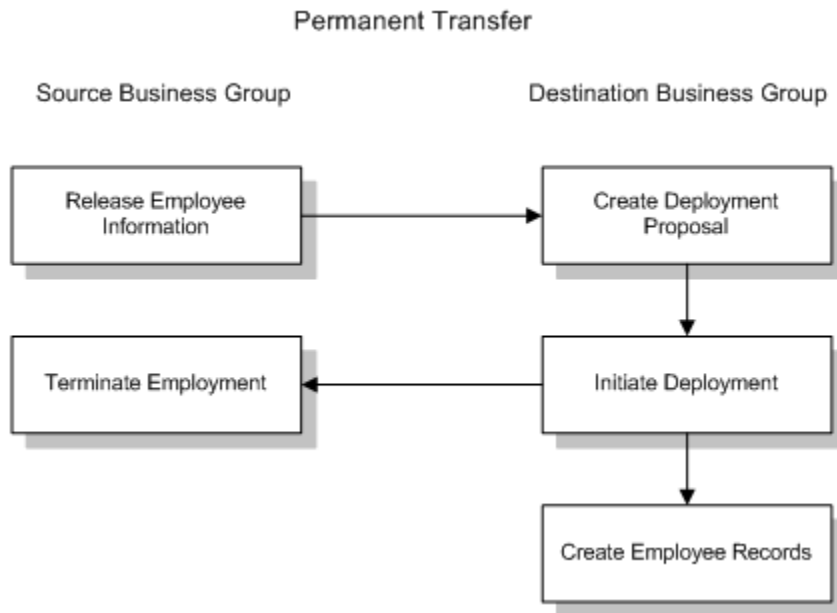 Permanent Transfer
Source Business Group
Destination Business Group
Release Employee
Information
Create Deployment
Proposal
Terminate Employment
Initiate Deployment
Create Employee Records